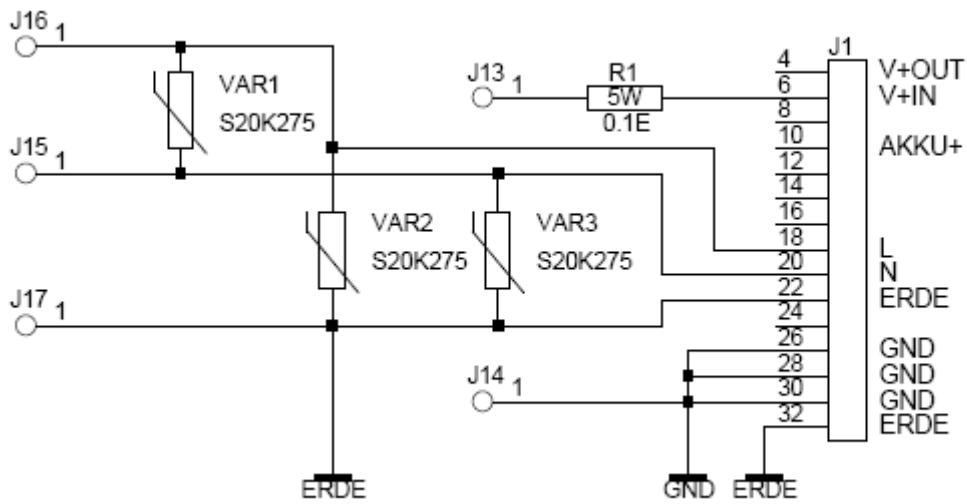 J16 1
J1
VAR1
S20K275
J13 1
R1
5W
0.1E
4 V+OUT
6 V+IN
8
10 AKKU+
12
14
16
18 L
20 N
22 ERDE
24
26 GND
28 GND
30 GND
32 ERDE
J15 1
VAR2
S20K275
VAR3
S20K275
J17 1
J14 1
ERDE
GND
ERDE